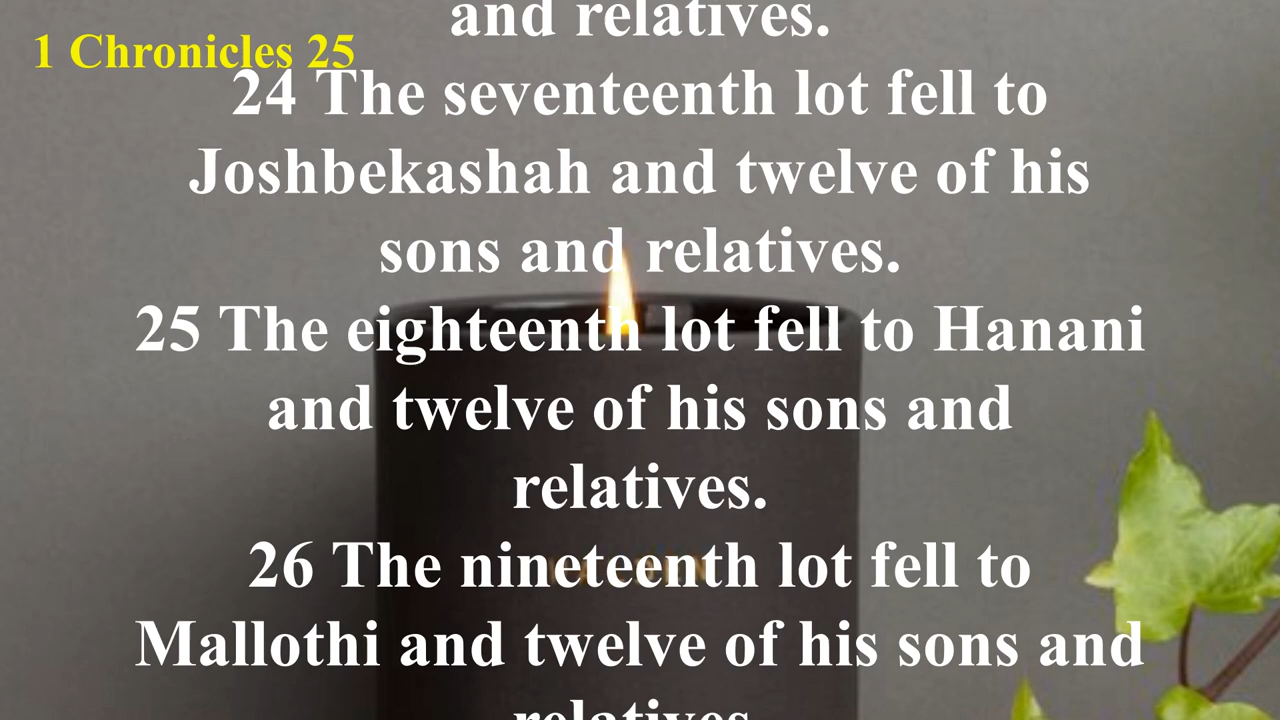 and relatives.
1 Chronicles 25
24 The seventeenth lot fell to
Joshbekashah and twelve of his
sons and relatives.
25 The eighteenth lot fell to Hanani
and twelve of his sons and
relatives.
26 The nineteenth lot fell to
Mallothi and twelve of his sons and
relatives.